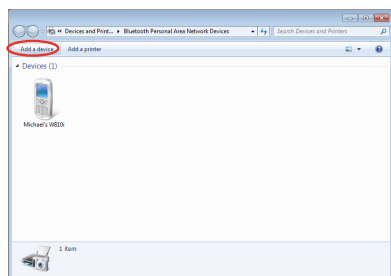 « Devices and Print... ▸ Bluetooth Personal Area Network Devices
Search Devices and Printers
Add a device Add a printer
Devices (1)
Michael's W810i
1 item